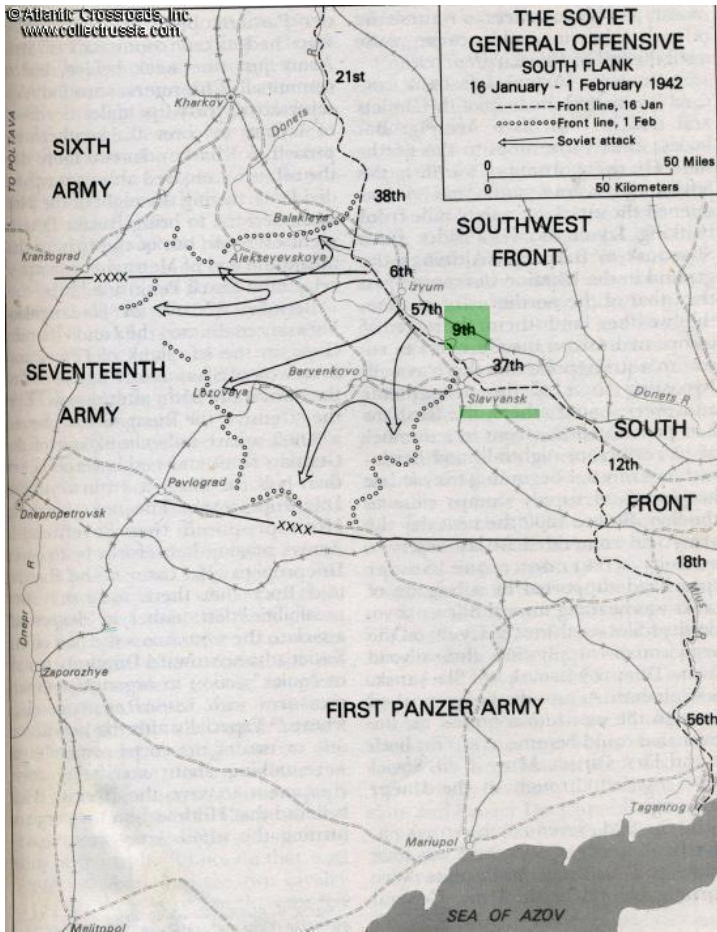 © Atlantic Crossroads, Inc.
www.collectrussia.com
THE SOVIET
GENERAL OFFENSIVE
SOUTH FLANK
16 January - 1 February 1942
Front line, 16 Jan
Front line, 1 Feb
Soviet attack
0 50 Miles
0 50 Kilometers
21st
Kharkov
Donets
TO POLTAVA
SIXTH
ARMY
38th
Balakleya
SOUTHWEST
FRONT
Krasnograd
Alekseyevskoye
XXXX
6th
Izyum
57th
9th
37th
SEVENTEENTH
ARMY
Barvenkovo
Lozovaya
Slavyansk
Donets R
SOUTH
12th
FRONT
Pavlograd
Dnepropetrovsk
XXXX
18th
Dnepr R
Mius R
Zaporozhye
FIRST PANZER ARMY
56th
Taganrog
Mariupol
SEA OF AZOV
Melitopol